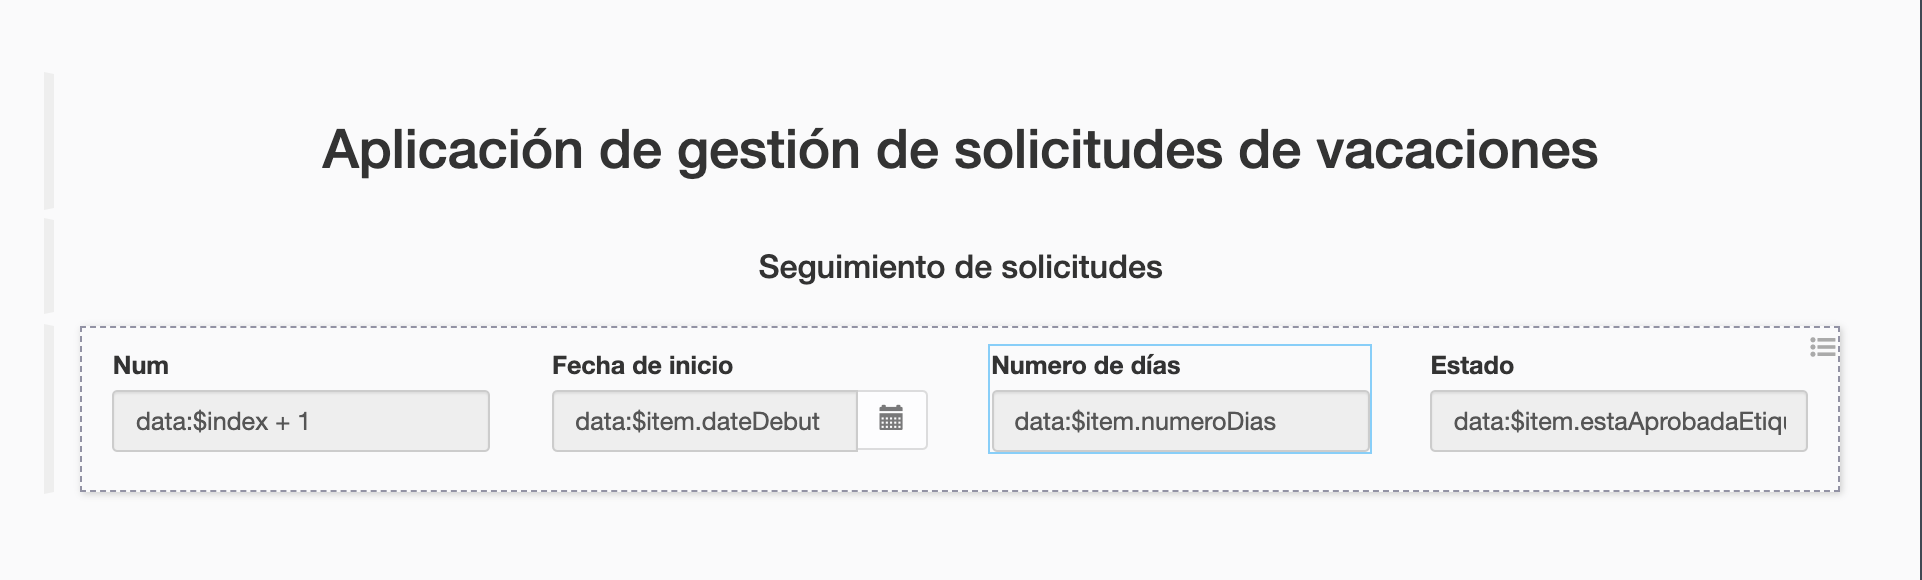 Aplicación de gestión de solicitudes de vacaciones
Seguimiento de solicitudes
Num Fecha de inicio Numero de días Estado
data:$index + 1 data:$item.dateDebut data:$item.numeroDias data:$item.estaAprobadaEtiqu